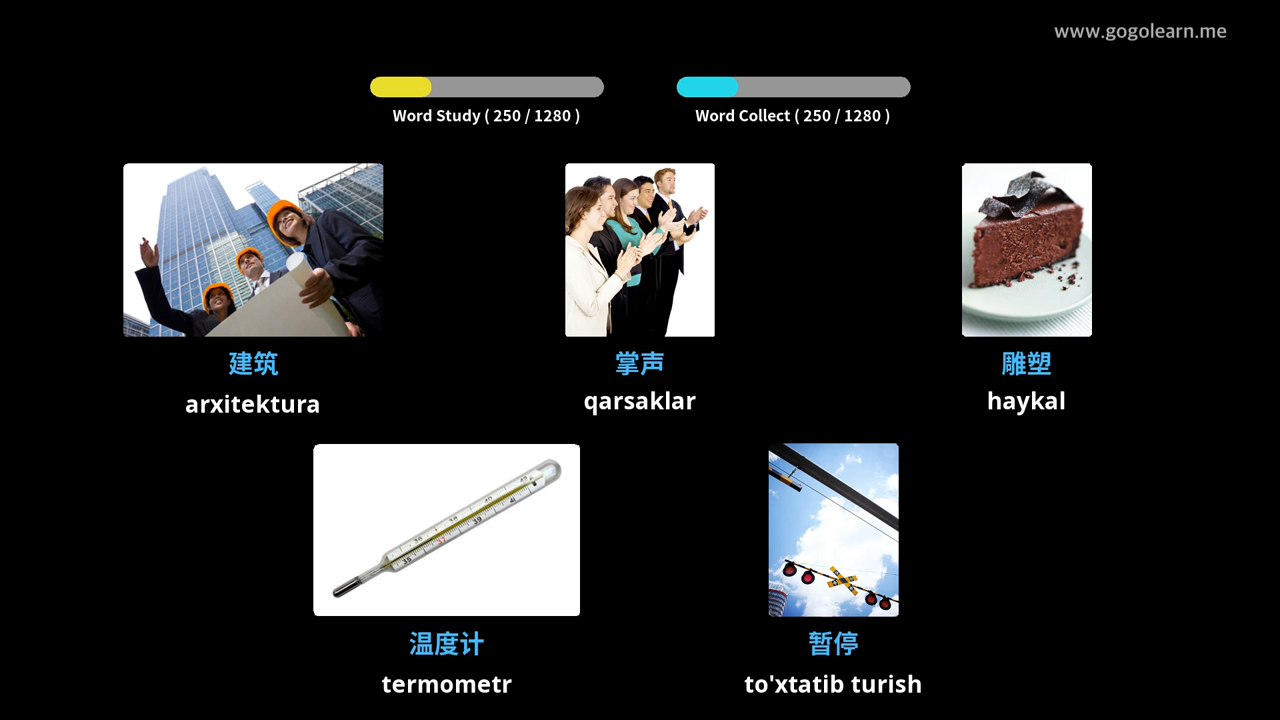 www.gogolearn.me
Word Study ( 250 / 1280 )
Word Collect ( 250 / 1280 )
建筑
arxitektura
掌声
qarsaklar
雕塑
haykal
温度计
termometr
暂停
to'xtatib turish